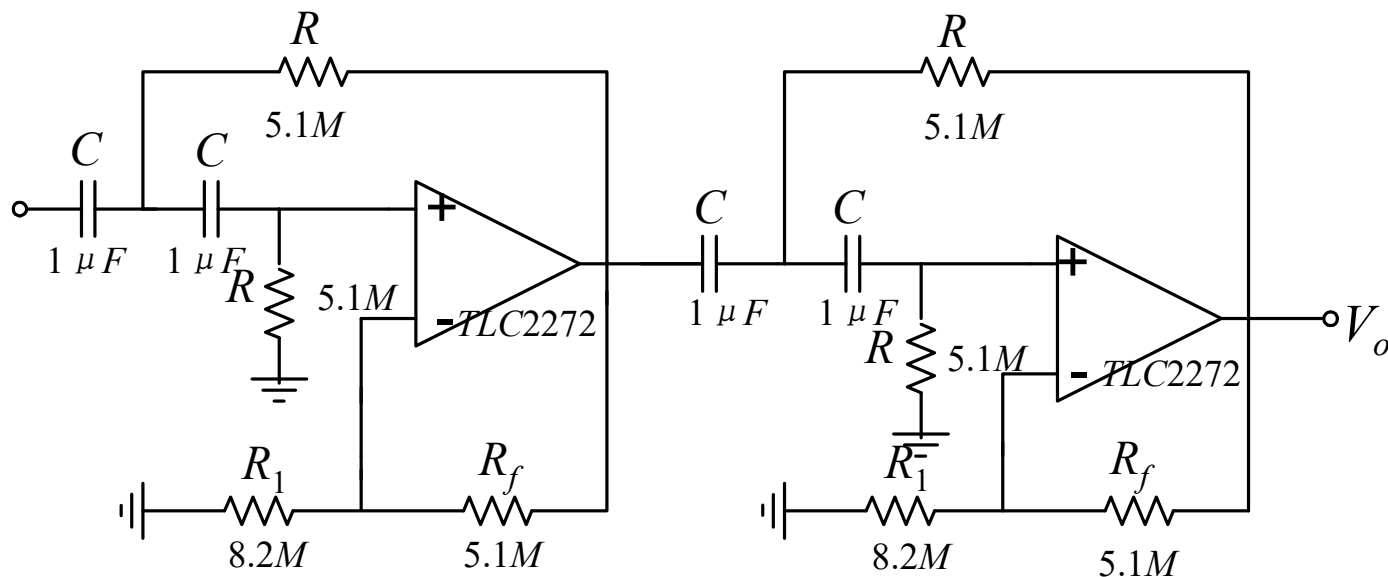 R
5.1M
C
C
1 μF
1 μF
R
5.1M
+
-
TLC2272
R1
8.2M
Rf
5.1M
R
5.1M
C
C
1 μF
1 μF
R
5.1M
+
-
TLC2272
Vo
R1
8.2M
Rf
5.1M